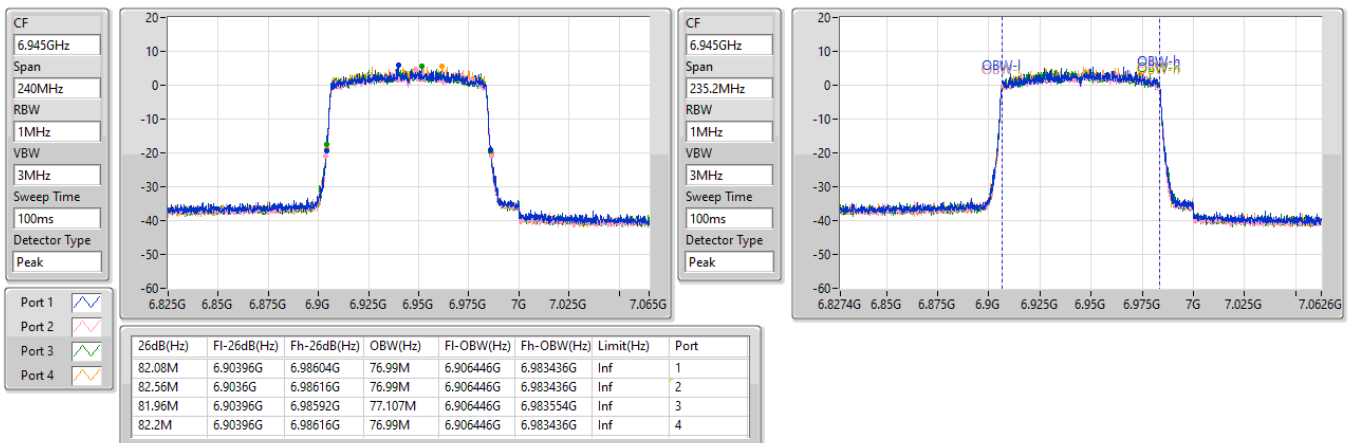 CF
6.945GHz
Span
240MHz
RBW
1MHz
VBW
3MHz
Sweep Time
100ms
Detector Type
Peak
20
10
0
-10
-20
-30
-40
-50
-60
6.825G 6.85G 6.875G 6.9G 6.925G 6.95G 6.975G 7G 7.025G 7.065G
CF
6.945GHz
Span
235.2MHz
RBW
1MHz
VBW
3MHz
Sweep Time
100ms
Detector Type
Peak
20
10
0
-10
-20
-30
-40
-50
-60
OBW-l
OBW-h
6.8274G 6.85G 6.875G 6.9G 6.925G 6.95G 6.975G 7G 7.025G 7.0626G
Port 1
Port 2
Port 3
Port 4
26dB(Hz) Fl-26dB(Hz) Fh-26dB(Hz) OBW(Hz) Fl-OBW(Hz) Fh-OBW(Hz) Limit(Hz) Port
82.08M 6.90396G 6.98604G 76.99M 6.906446G 6.983436G Inf 1
82.56M 6.9036G 6.98616G 76.99M 6.906446G 6.983436G Inf 2
81.96M 6.90396G 6.98592G 77.107M 6.906446G 6.983554G Inf 3
82.2M 6.90396G 6.98616G 76.99M 6.906446G 6.983436G Inf 4